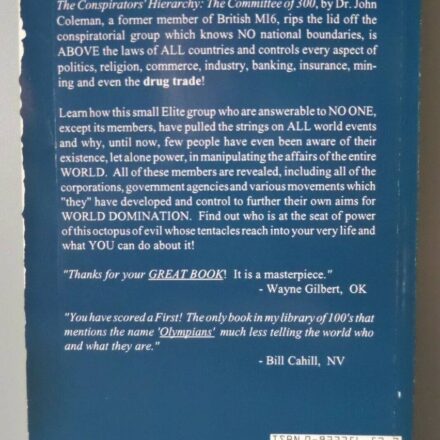 The Conspirators' Hierarchy: The Committee of 300, by Dr. John
Coleman, a former member of British MI6, rips the lid off the
conspiratorial group which knows NO national boundaries, is
ABOVE the laws of ALL countries and controls every aspect of
politics, religion, commerce, industry, banking, insurance, min-
ing and even the drug trade!
Learn how this small Elite group who are answerable to NO ONE,
except its members, have pulled the strings on ALL world events
and why, until now, few people have even been aware of their
existence, let alone power, in manipulating the affairs of the entire
WORLD. All of these members are revealed, including all of the
corporations, government agencies and various movements which
"they" have developed and control to further their own aims for
WORLD DOMINATION. Find out who is at the seat of power
of this octopus of evil whose tentacles reach into your very life and
what YOU can do about it!
"Thanks for your GREAT BOOK! It is a masterpiece."
- Wayne Gilbert, OK
"You have scored a First! The only book in my library of 100's that
mentions the name 'Olympians' much less telling the world who
and what they are."
- Bill Cahill, NV
ISBN